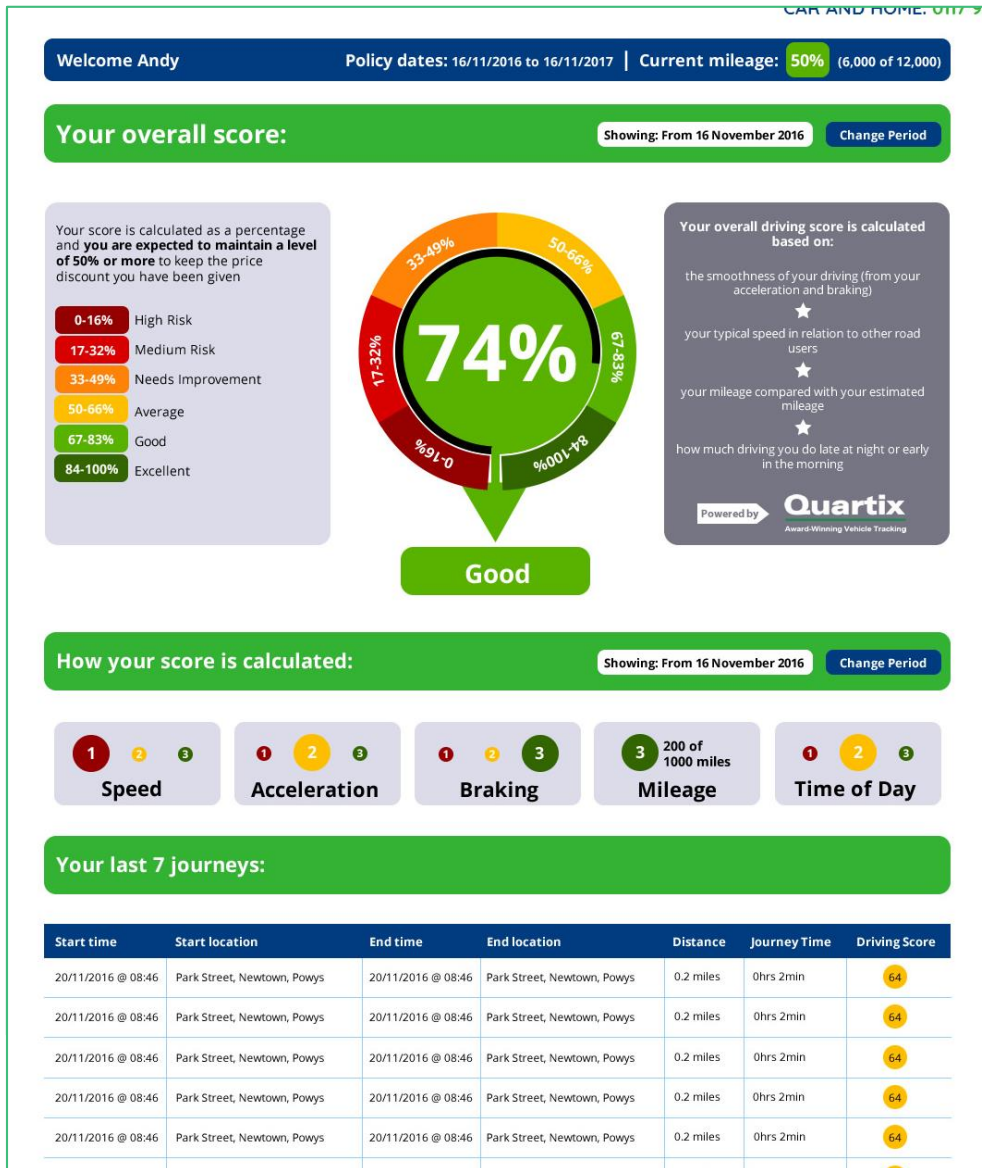 CAR AND HOME: 0117 9
Welcome Andy Policy dates: 16/11/2016 to 16/11/2017 | Current mileage: 50% (6,000 of 12,000)
Your overall score: Showing: From 16 November 2016 Change Period
Your score is calculated as a percentage
and you are expected to maintain a level
of 50% or more to keep the price
discount you have been given
0-16% High Risk
17-32% Medium Risk
33-49% Needs Improvement
50-66% Average
67-83% Good
84-100% Excellent
0-16%
17-32%
33-49%
50-66%
67-83%
84-100%
74%
Good
Your overall driving score is calculated
based on:
the smoothness of your driving (from your
acceleration and braking)
your typical speed in relation to other road
users
your mileage compared with your estimated
mileage
how much driving you do late at night or early
in the morning
Powered by Quartix
Award-Winning Vehicle Tracking
How your score is calculated: Showing: From 16 November 2016 Change Period
1 2 3
Speed
1 2 3
Acceleration
1 2 3
Braking
3 200 of
1000 miles
Mileage
1 2 3
Time of Day
Your last 7 journeys:
Start time Start location End time End location Distance Journey Time Driving Score
20/11/2016 @ 08:46 Park Street, Newtown, Powys 20/11/2016 @ 08:46 Park Street, Newtown, Powys 0.2 miles 0hrs 2min 64
20/11/2016 @ 08:46 Park Street, Newtown, Powys 20/11/2016 @ 08:46 Park Street, Newtown, Powys 0.2 miles 0hrs 2min 64
20/11/2016 @ 08:46 Park Street, Newtown, Powys 20/11/2016 @ 08:46 Park Street, Newtown, Powys 0.2 miles 0hrs 2min 64
20/11/2016 @ 08:46 Park Street, Newtown, Powys 20/11/2016 @ 08:46 Park Street, Newtown, Powys 0.2 miles 0hrs 2min 64
20/11/2016 @ 08:46 Park Street, Newtown, Powys 20/11/2016 @ 08:46 Park Street, Newtown, Powys 0.2 miles 0hrs 2min 64